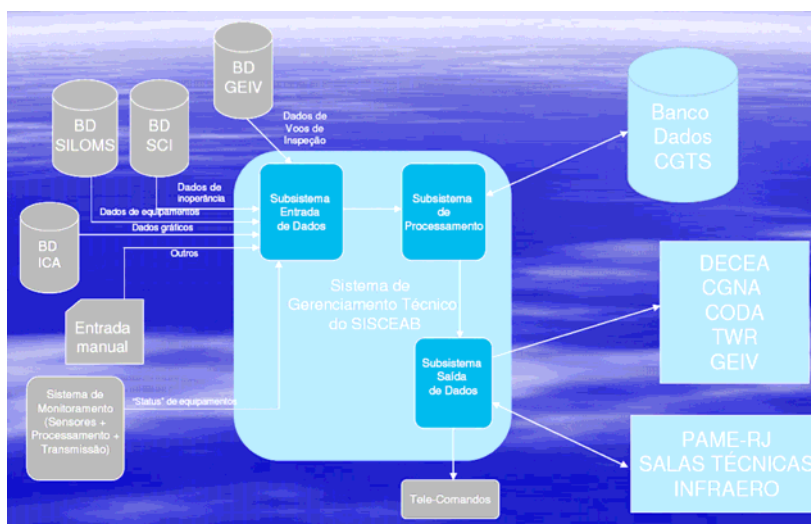 BD
GEIV
BD
SILOMS
BD
SCI
Dados de
Voos de
Inspeção
Banco
Dados
CGTS
Dados de
inoperância
Dados de equipamentos
Dados gráficos
Outros
Subsistema
Entrada
de Dados
Subsistema
de
Processamento
BD
ICA
Entrada
manual
Sistema de
Gerenciamento Técnico
do SISCEAB
DECEA
CGNA
CODA
TWR
GEIV
Subsistema
Saída
de Dados
Sistema de
Monitoramento
(Sensores +
Processamento +
Transmissão)
"Status" de equipamentos
PAME-RJ
SALAS TÉCNICAS
INFRAERO
Tele-Comandos